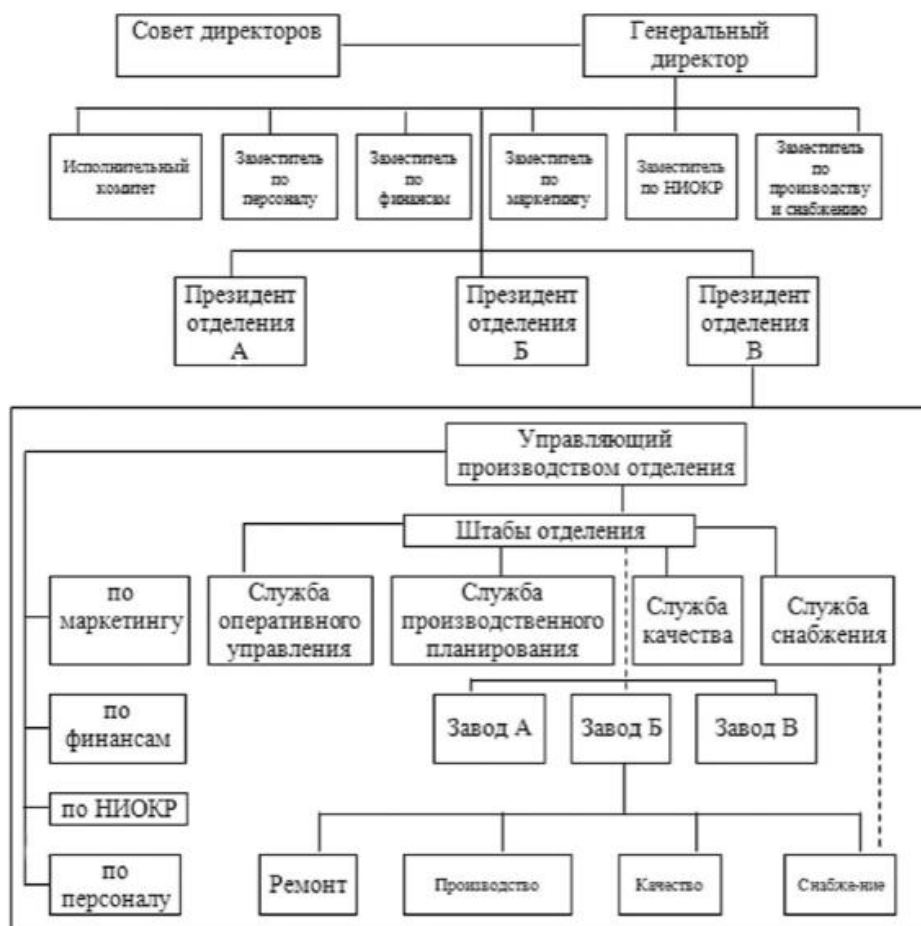 Совет директоров
Генеральный
директор
Исполнительный
комитет
Заместитель
по
персоналу
Заместитель
по
финансам
Заместитель
по
маркетингу
Заместитель
по НИОКР
Заместитель
по
производству
и снабжению
Президент
отделения
А
Президент
отделения
Б
Президент
отделения
В
Управляющий
производством отделения
Штабы отделения
по
маркетингу
Служба
оперативного
управления
Служба
производственного
планирования
Служба
качества
Служба
снабжения
по
финансам
Завод А
Завод Б
Завод В
по НИОКР
по
персоналу
Ремонт
Производство
Качество
Снабже-ние